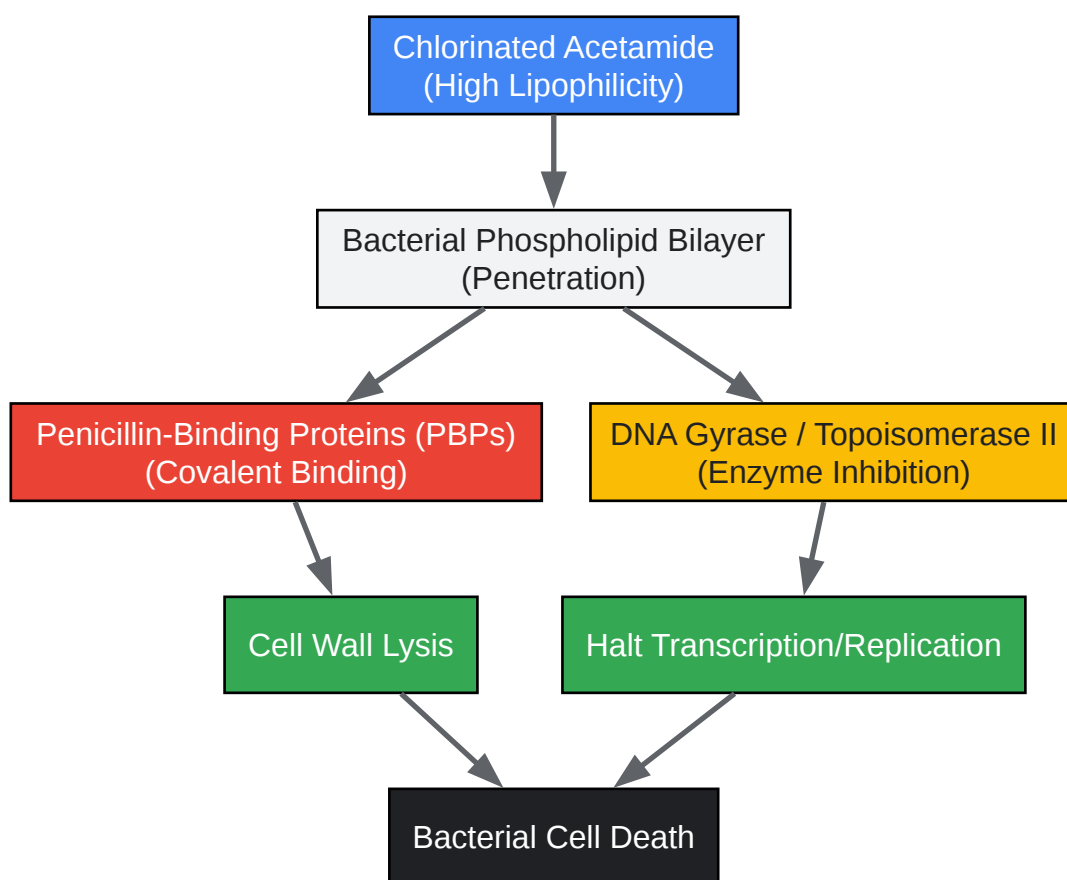 Chlorinated Acetamide
(High Lipophilicity)
Bacterial Phospholipid Bilayer
(Penetration)
Penicillin-Binding Proteins (PBPs)
(Covalent Binding)
DNA Gyrase / Topoisomerase II
(Enzyme Inhibition)
Cell Wall Lysis
Halt Transcription/Replication
Bacterial Cell Death